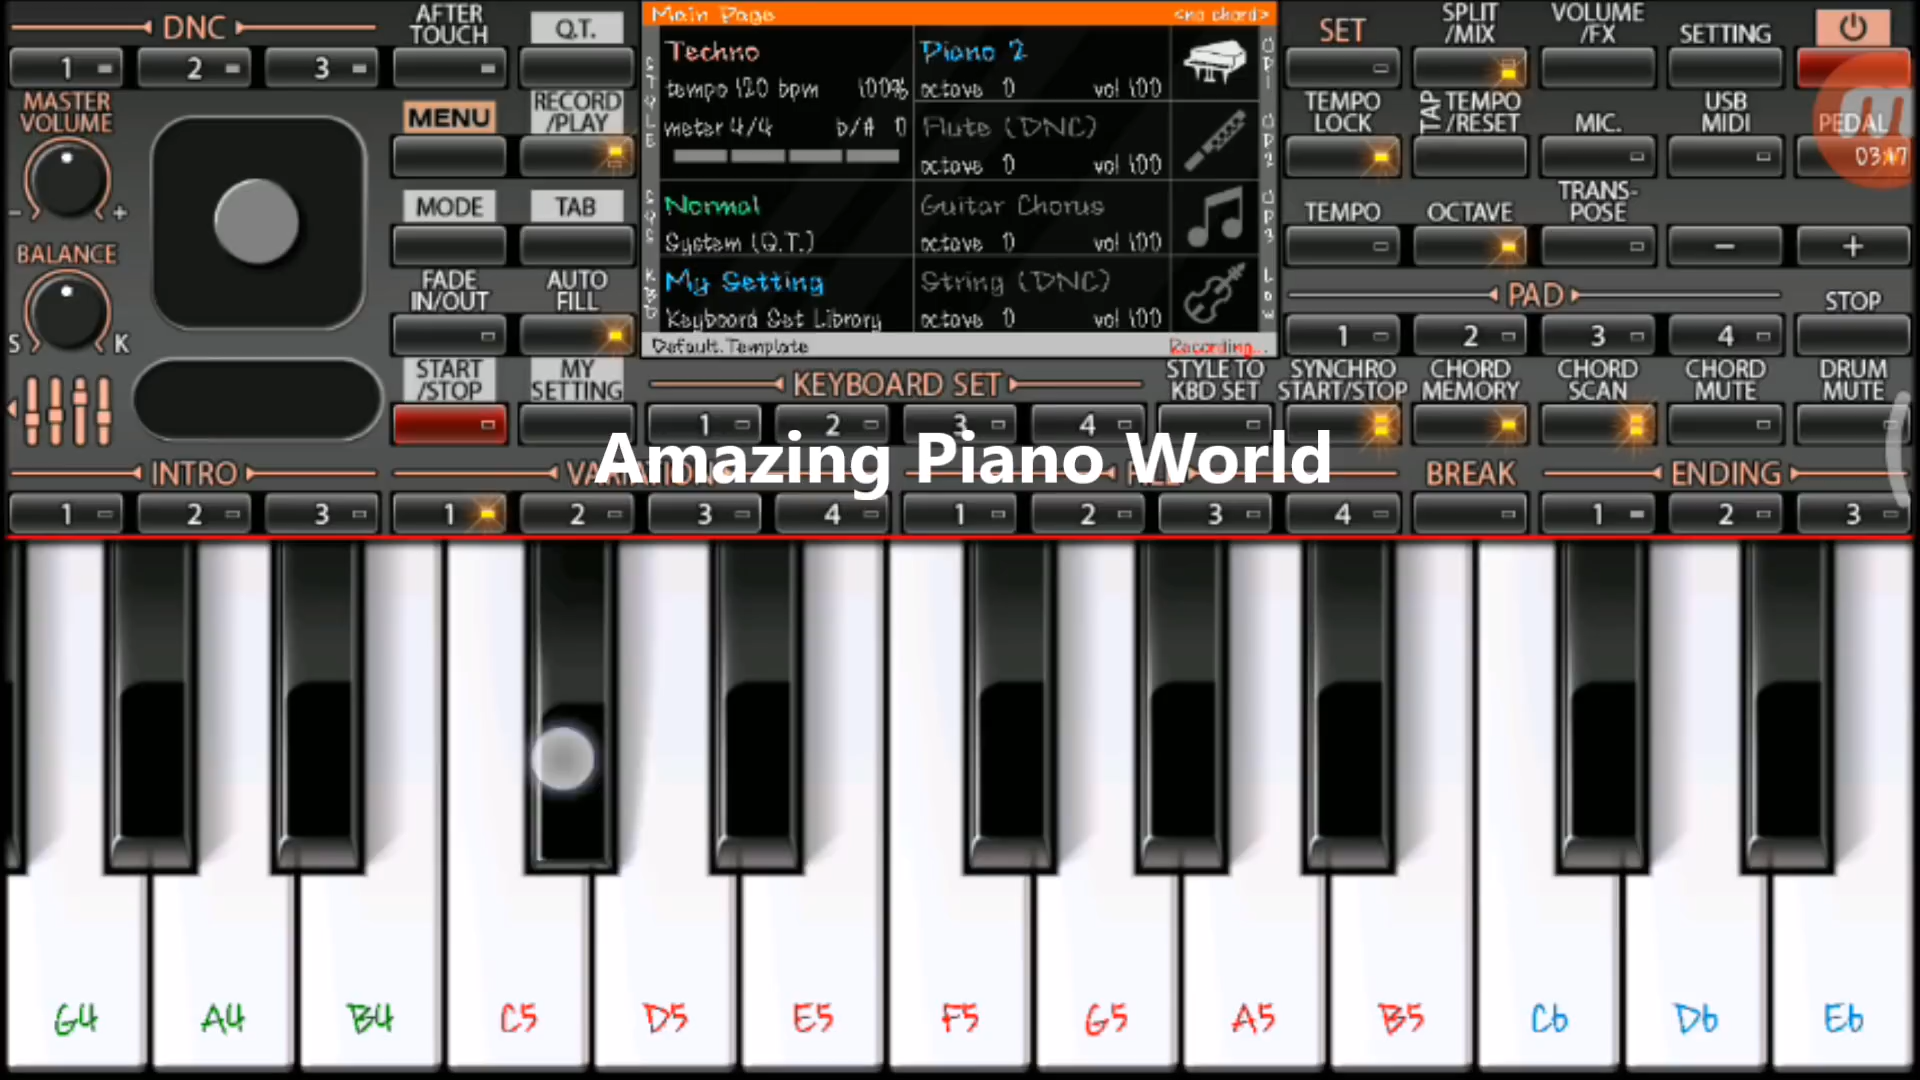 DNC
AFTER TOUCH
Q.T.
1 2 3
MASTER VOLUME
MENU
RECORD /PLAY
- +
MODE
TAB
BALANCE
FADE IN/OUT
AUTO FILL
S K
START /STOP
MY SETTING
Main Page <no chord>
Techno
tempo 120 bpm 100%
meter 4/4 b/A 0
Normal
System (Q.T.)
My Setting
Keyboard Set Library
Piano 2
octave 0 vol 100
Flute (DNC)
octave 0 vol 100
Guitar Chorus
octave 0 vol 100
String (DNC)
octave 0 vol 100
Default.Template Recording...
SET
SPLIT /MIX
VOLUME /FX
SETTING
TEMPO LOCK
TAP TEMPO /RESET
MIC.
USB MIDI
PEDAL
03:17
TEMPO
OCTAVE
TRANS-POSE
- +
PAD
STOP
1 2 3 4
KEYBOARD SET
STYLE TO KBD SET
SYNCHRO START/STOP
CHORD MEMORY
CHORD SCAN
CHORD MUTE
DRUM MUTE
1 2 3 4
Amazing Piano World
INTRO
BREAK
ENDING
1 2 3 1 2 3 4 1 2 3 4 1 2 3
G4 A4 B4 C5 D5 E5 F5 G5 A5 B5 C6 D6 E6